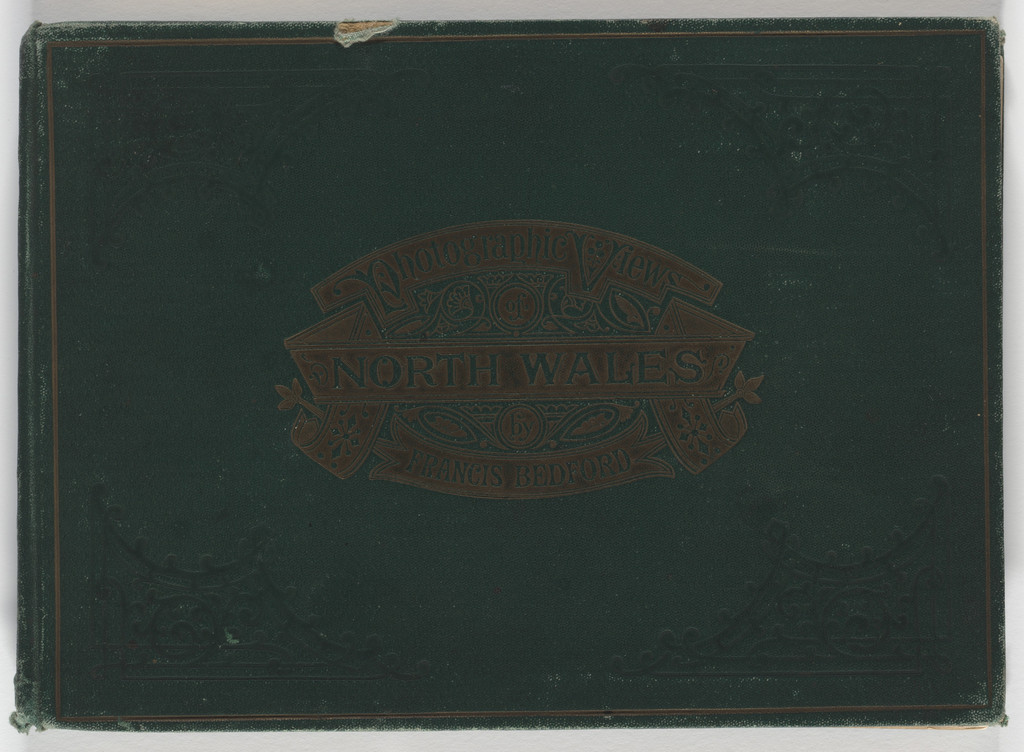 Photographic Views
of
NORTH WALES
by
FRANCIS BEDFORD